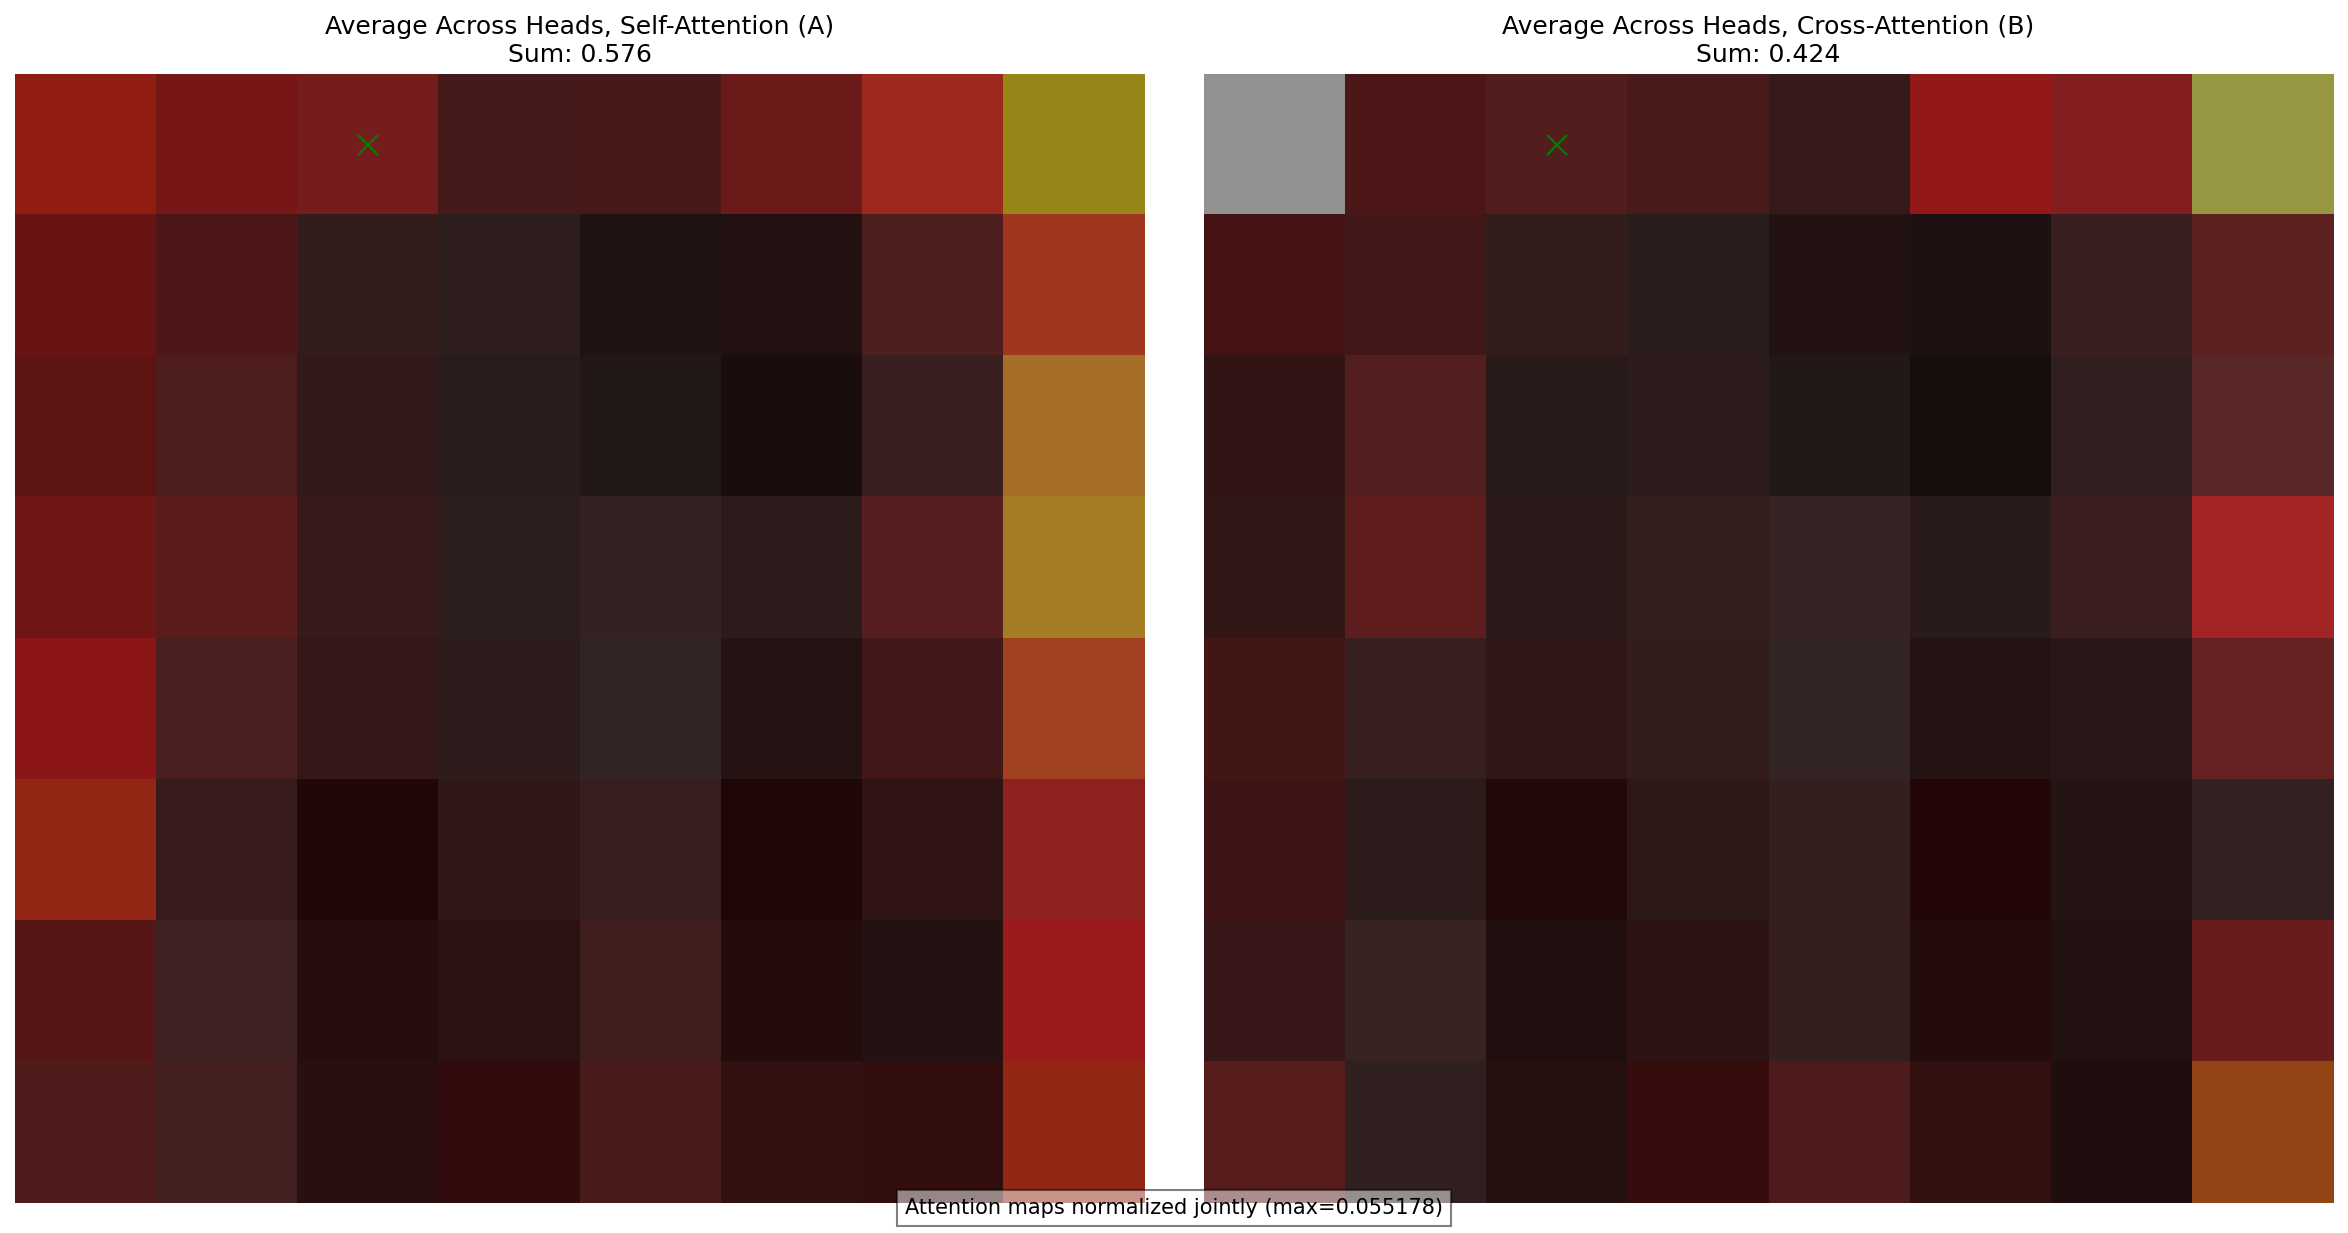 Average Across Heads, Self-Attention (A)
Sum: 0.576
Average Across Heads, Cross-Attention (B)
Sum: 0.424
Attention maps normalized jointly (max=0.055178)